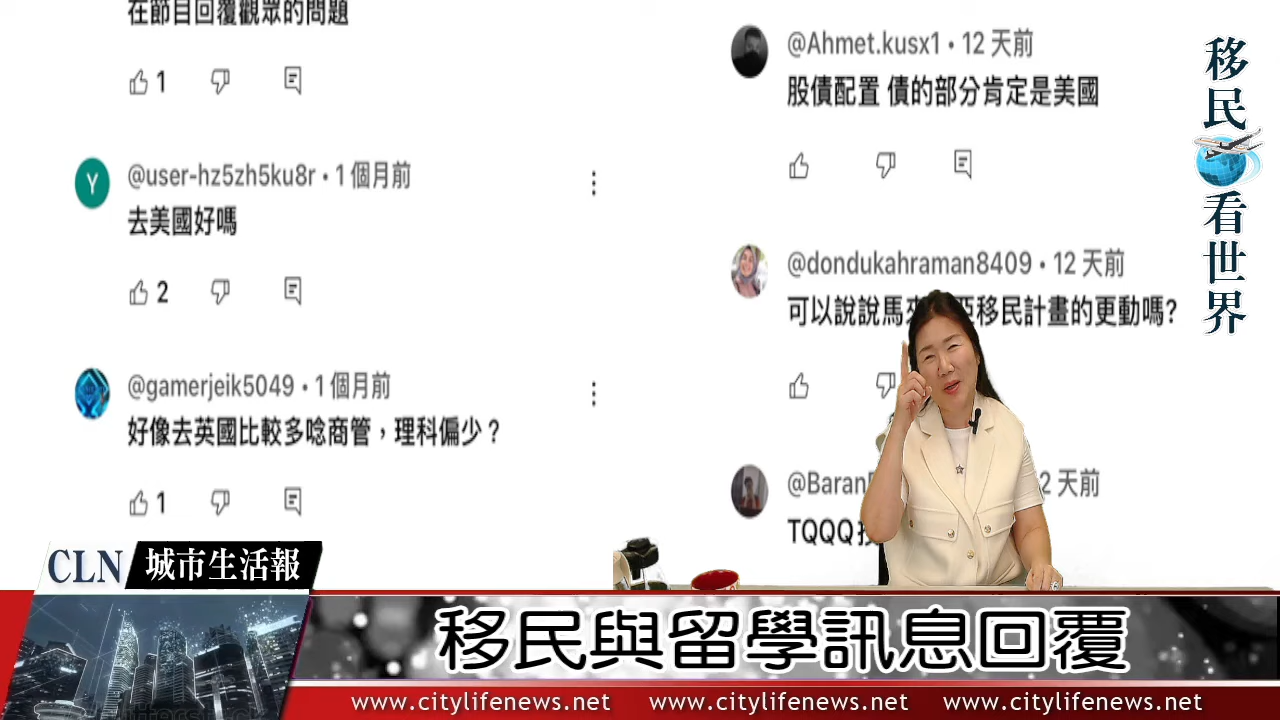 在節目回覆觀眾的問題
1
@user-hz5zh5ku8r • 1 個月前
去美國好嗎
2
@gamerjeik5049 • 1 個月前
好像去英國比較多唸商管，理科偏少？
1
@Ahmet.kusx1 • 12 天前
股債配置 債的部分肯定是美國
@dondukahraman8409 • 12 天前
可以說說馬來 移民計畫的更動嗎?
@Baran 2 天前
TQQQ
移民看世界
CLN 城市生活報
移民與留學訊息回覆
www.citylifenews.net www.citylifenews.net www.citylifenews.net